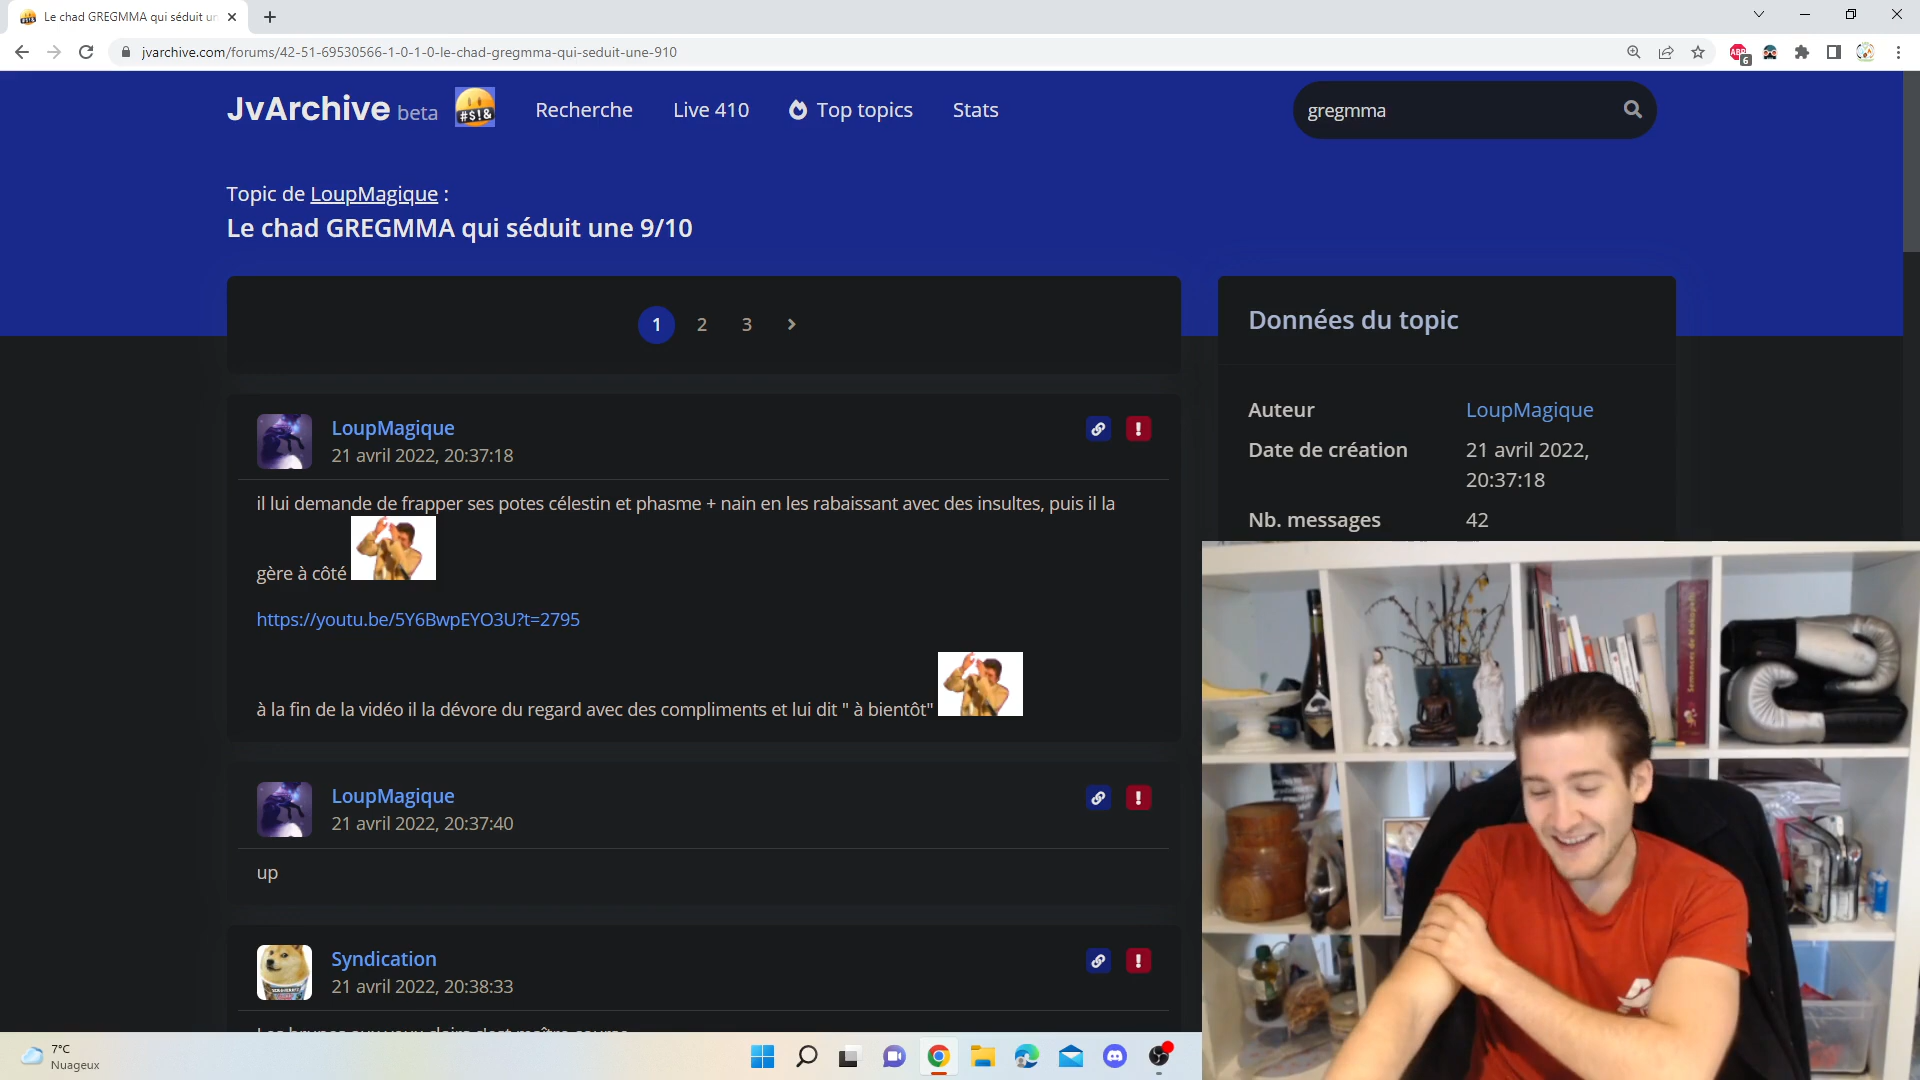 Le chad GREGMMA qui séduit un
jvarchive.com/forums/42-51-69530566-1-0-1-0-le-chad-gregmma-qui-seduit-une-910
ABP
6
JvArchive beta
#$!&
Recherche
Live 410
Top topics
Stats
gregmma
Topic de LoupMagique :
Le chad GREGMMA qui séduit une 9/10
1 2 3
Données du topic
Auteur LoupMagique
Date de création 21 avril 2022,
20:37:18
Nb. messages 42
LoupMagique
21 avril 2022, 20:37:18
il lui demande de frapper ses potes célestin et phasme + nain en les rabaissant avec des insultes, puis il la
gère à côté
https://youtu.be/5Y6BwpEYO3U?t=2795
à la fin de la vidéo il la dévore du regard avec des compliments et lui dit " à bientôt"
LoupMagique
21 avril 2022, 20:37:40
up
Syndication
21 avril 2022, 20:38:33
7°C
Nuageux